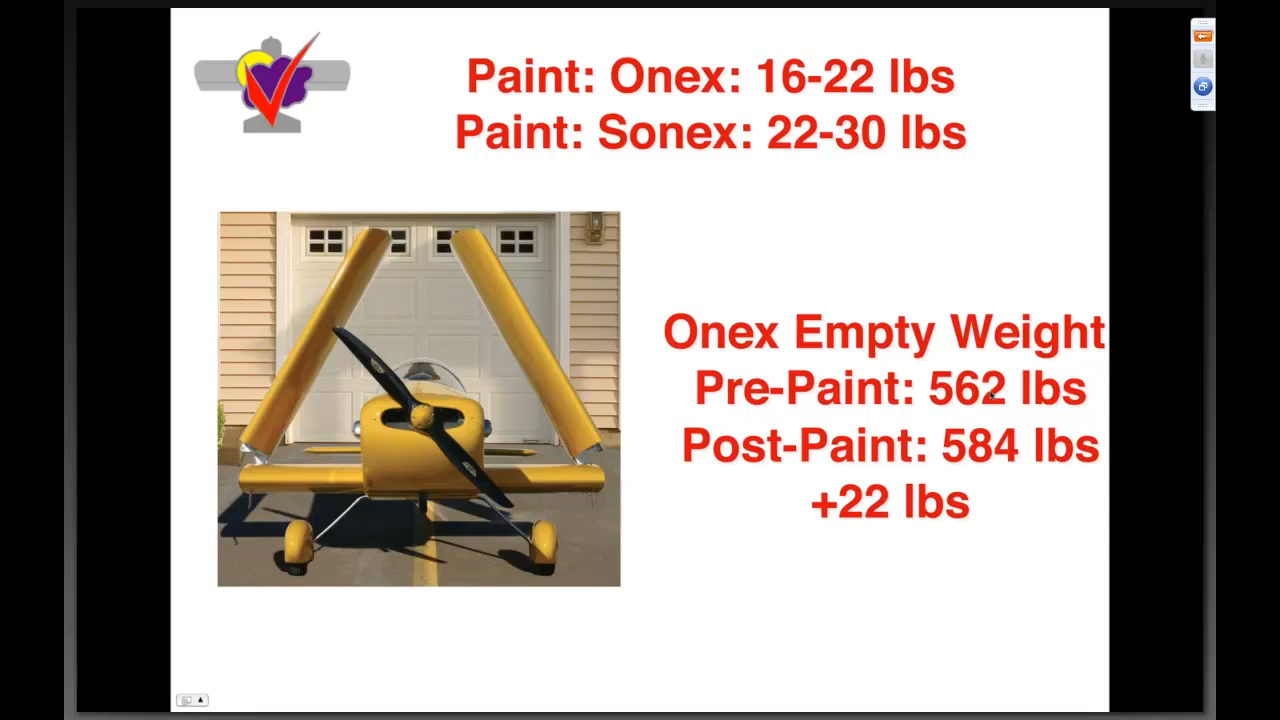 Paint: Onex: 16-22 lbs
Paint: Sonex: 22-30 lbs
Onex Empty Weight
Pre-Paint: 562 lbs
Post-Paint: 584 lbs
+22 lbs